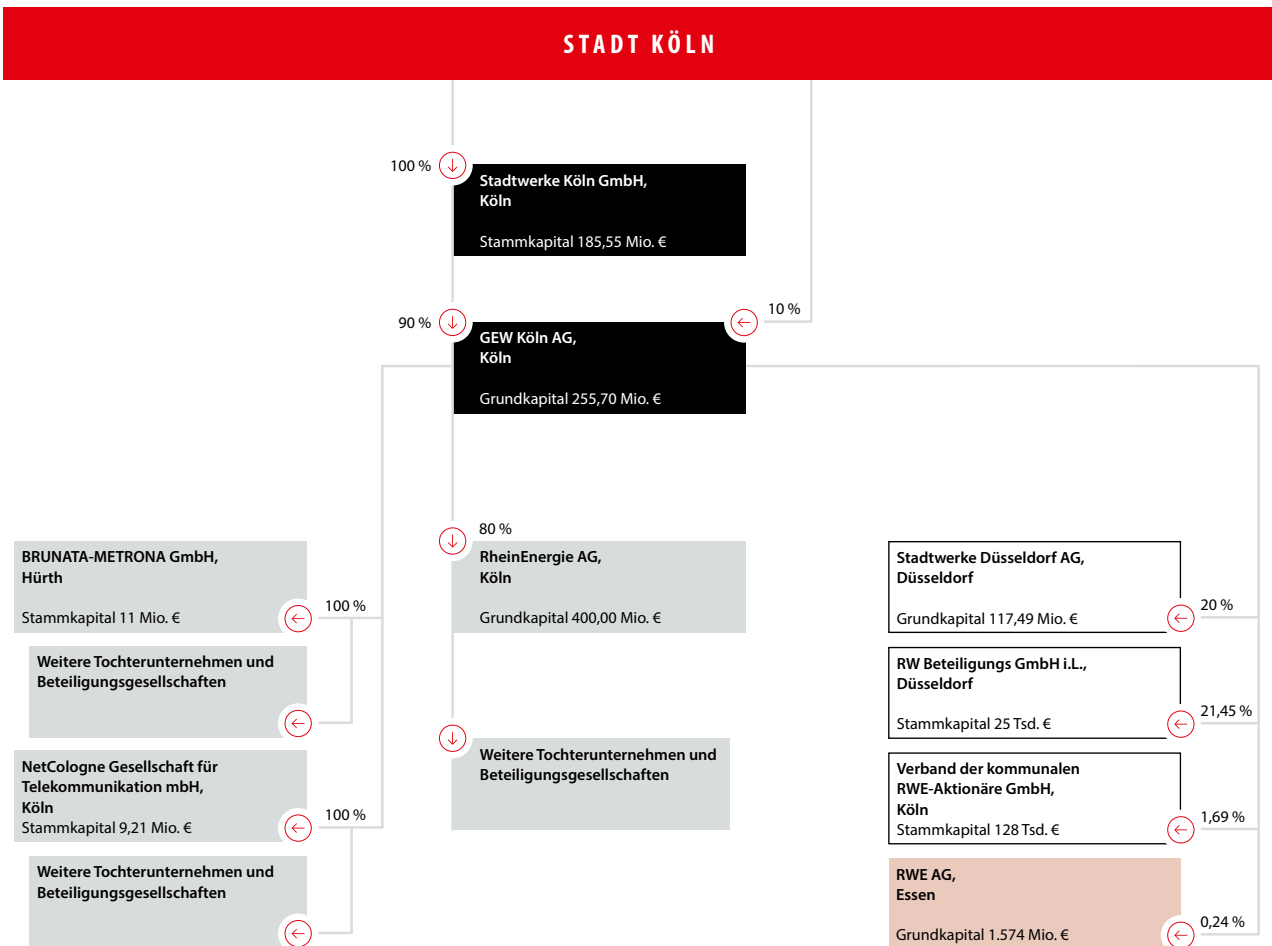 STADT KÖLN
100 %
Stadtwerke Köln GmbH,
Köln
Stammkapital 185,55 Mio. €
90 %
10 %
GEW Köln AG,
Köln
Grundkapital 255,70 Mio. €
BRUNATA-METRONA GmbH,
Hürth
Stammkapital 11 Mio. €
100 %
Weitere Tochterunternehmen und
Beteiligungsgesellschaften
NetCologne Gesellschaft für
Telekommunikation mbH,
Köln
Stammkapital 9,21 Mio. €
100 %
Weitere Tochterunternehmen und
Beteiligungsgesellschaften
80 %
RheinEnergie AG,
Köln
Grundkapital 400,00 Mio. €
Weitere Tochterunternehmen und
Beteiligungsgesellschaften
Stadtwerke Düsseldorf AG,
Düsseldorf
Grundkapital 117,49 Mio. €
20 %
RW Beteiligungs GmbH i.L.,
Düsseldorf
Stammkapital 25 Tsd. €
21,45 %
Verband der kommunalen
RWE-Aktionäre GmbH,
Köln
Stammkapital 128 Tsd. €
1,69 %
RWE AG,
Essen
Grundkapital 1.574 Mio. €
0,24 %